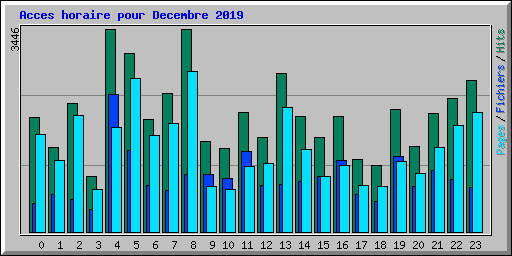 Acces horaire pour Decembre 2019
3446
Pages / Fichiers / Hits
0 1 2 3 4 5 6 7 8 9 10 11 12 13 14 15 16 17 18 19 20 21 22 23